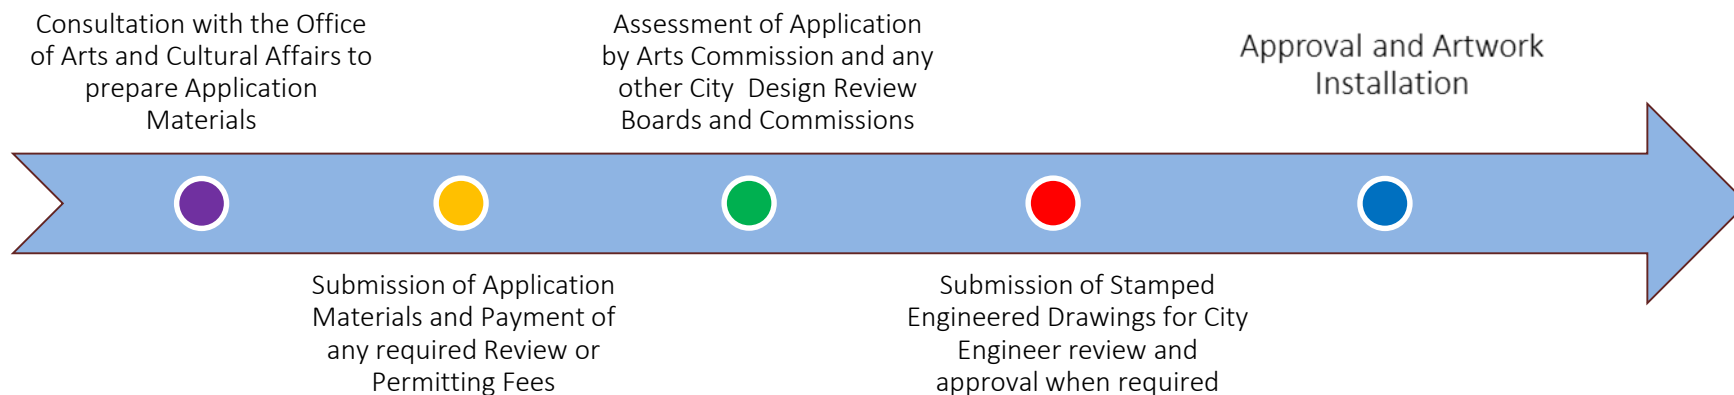 Consultation with the Office
of Arts and Cultural Affairs to
prepare Application
Materials
Submission of Application
Materials and Payment of
any required Review or
Permitting Fees
Assessment of Application
by Arts Commission and any
other City  Design Review
Boards and Commissions
Submission of Stamped
Engineered Drawings for City
Engineer review and
approval when required
Approval and Artwork
Installation